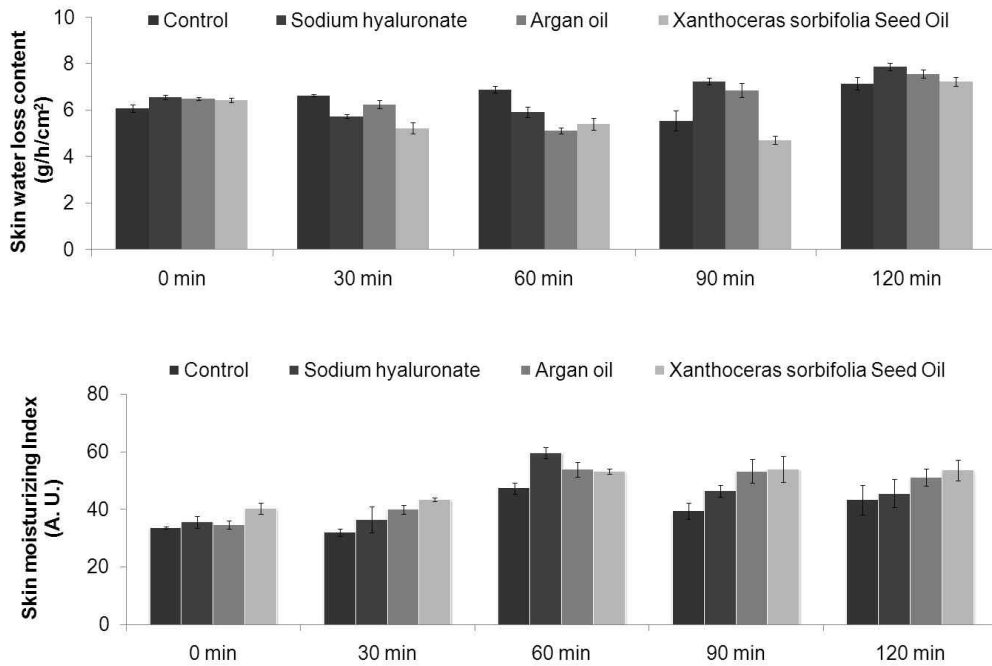 Control Sodium hyaluronate Argan oil Xanthoceras sorbifolia Seed Oil
Skin water loss content
(g/h/cm²)
10
8
6
4
2
0
0 min 30 min 60 min 90 min 120 min
Control Sodium hyaluronate Argan oil Xanthoceras sorbifolia Seed Oil
Skin moisturizing Index
(A. U.)
80
60
40
20
0
0 min 30 min 60 min 90 min 120 min